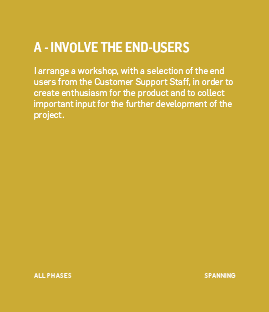 A - INVOLVE THE END-USERS
I arrange a workshop, with a selection of the end
users from the Customer Support Staff, in order to
create enthusiasm for the product and to collect
important input for the further development of the
project.
ALL PHASES SPANNING